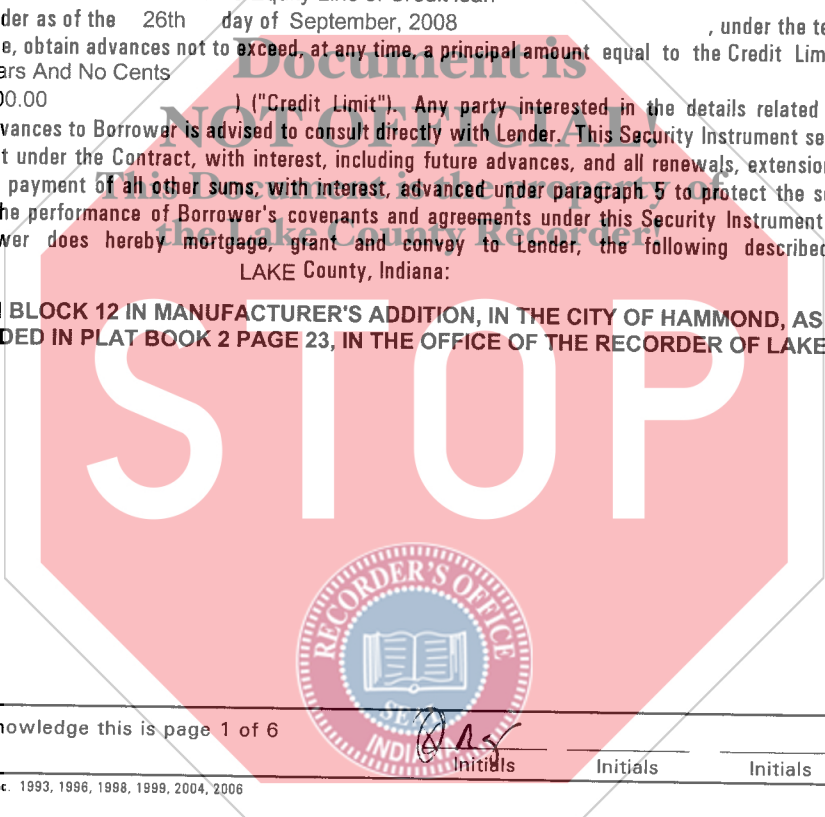 quity Line of Credit loan
der as of the 26th day of September, 2008 , under the te
e, obtain advances not to exceed, at any time, a principal amount equal to the Credit Lim
ars And No Cents
00.00 ) ("Credit Limit"). Any party interested in the details related
vances to Borrower is advised to consult directly with Lender. This Security Instrument se
t under the Contract, with interest, including future advances, and all renewals, extension
payment of all other sums, with interest, advanced under paragraph 5 to protect the s
he performance of Borrower's covenants and agreements under this Security Instrument
wer does hereby mortgage, grant and convey to Lender, the following described
LAKE County, Indiana:
Document is
NOT OFFICIAL!
This Document is the property of
the Lake County Recorder!
BLOCK 12 IN MANUFACTURER'S ADDITION, IN THE CITY OF HAMMOND, AS
DED IN PLAT BOOK 2 PAGE 23, IN THE OFFICE OF THE RECORDER OF LAKE
STOP
RECORDER'S OFFICE
SEAL
INDIANA
nowledge this is page 1 of 6
Initials Initials Initials
c. 1993, 1996, 1998, 1999, 2004, 2006